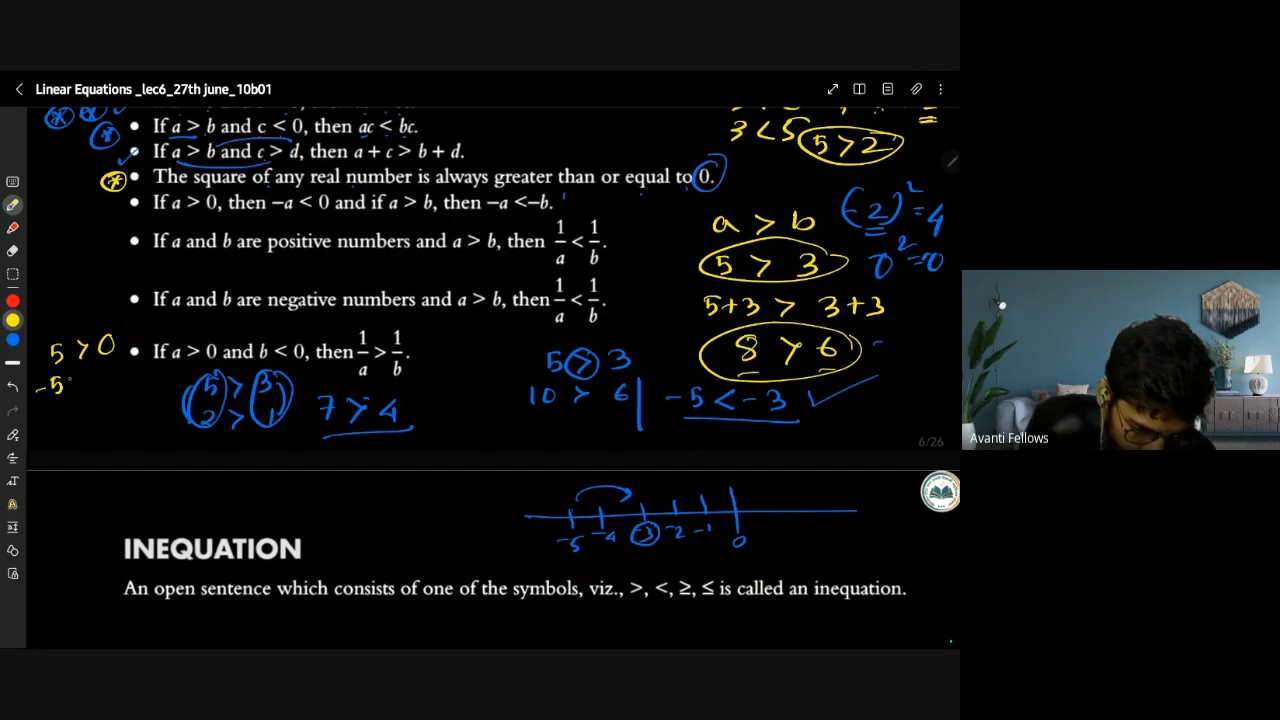 Linear Equations _lec6_27th june_10b01
• If a > b and c < 0, then ac < bc.
• If a > b and c > d, then a + c > b + d.
• The square of any real number is always greater than or equal to 0.
• If a > 0, then −a < 0 and if a > b, then −a < −b.
• If a and b are positive numbers and a > b, then 1/a < 1/b.
• If a and b are negative numbers and a > b, then 1/a < 1/b.
• If a > 0 and b < 0, then 1/a > 1/b.
3 < 5
5 > 2
a > b
(-2)² = 4
5 > 3
0² = 0
5+3 > 3+3
8 > 6
5 > 0
-5
5 > 3
2 > 1
7 > 4
5 > 3
10 > 6
-5 < -3
6/26
-5 -4 -3 -2 -1 0
INEQUATION
An open sentence which consists of one of the symbols, viz., >, <, ≥, ≤ is called an inequation.
Avanti Fellows